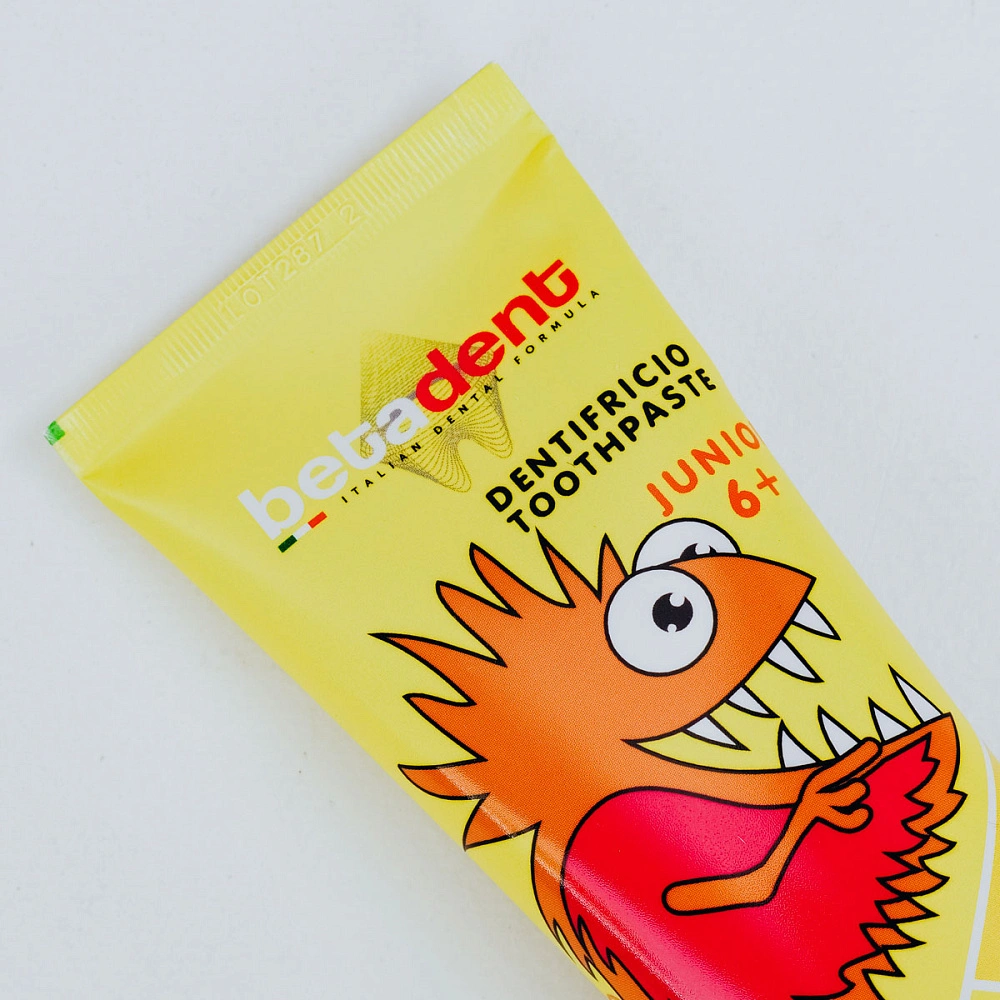 LOT287 2
betadent
ITALIAN DENTAL FORMULA
DENTIFRICIO
TOOTHPASTE
JUNIO
6+